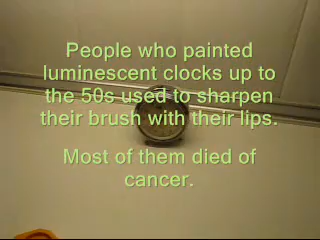 People who painted
luminescent clocks up to
the 50s used to sharpen
their brush with their lips.
Most of them died of
cancer.